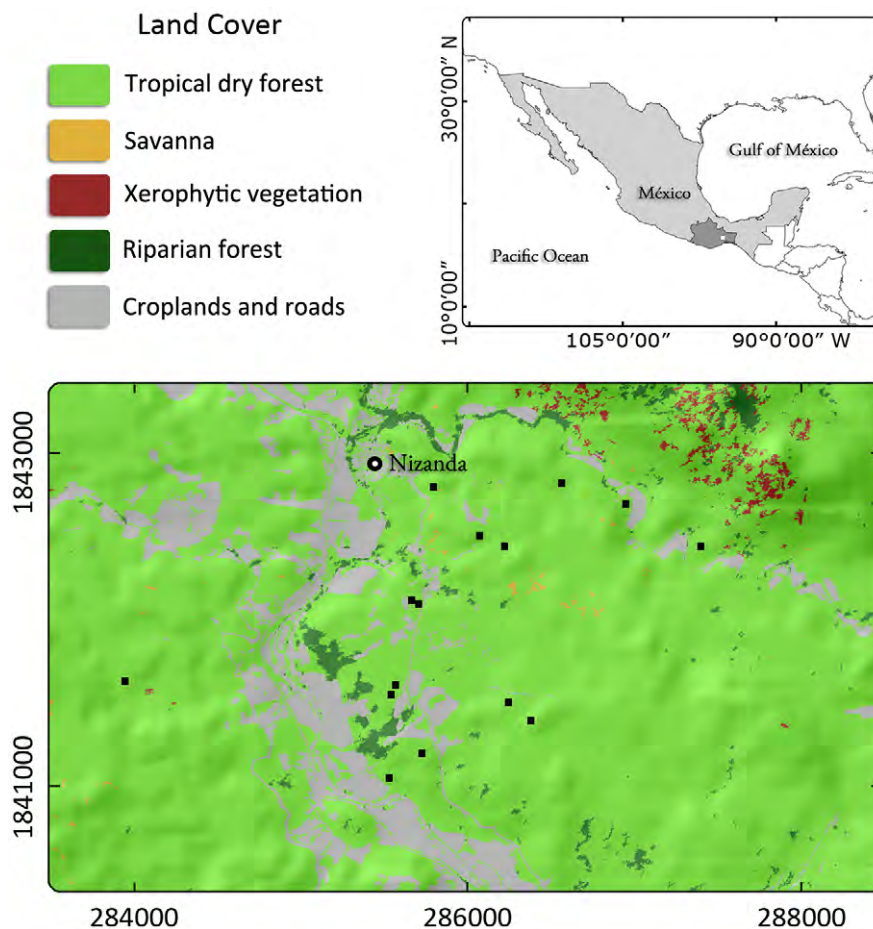 Land Cover
Tropical dry forest
Savanna
Xerophytic vegetation
Riparian forest
Croplands and roads
30°0'00" N
10°0'00"
Gulf of México
México
Pacific Ocean
105°0'00"
90°0'00" W
1843000
1841000
Nizanda
284000
286000
288000